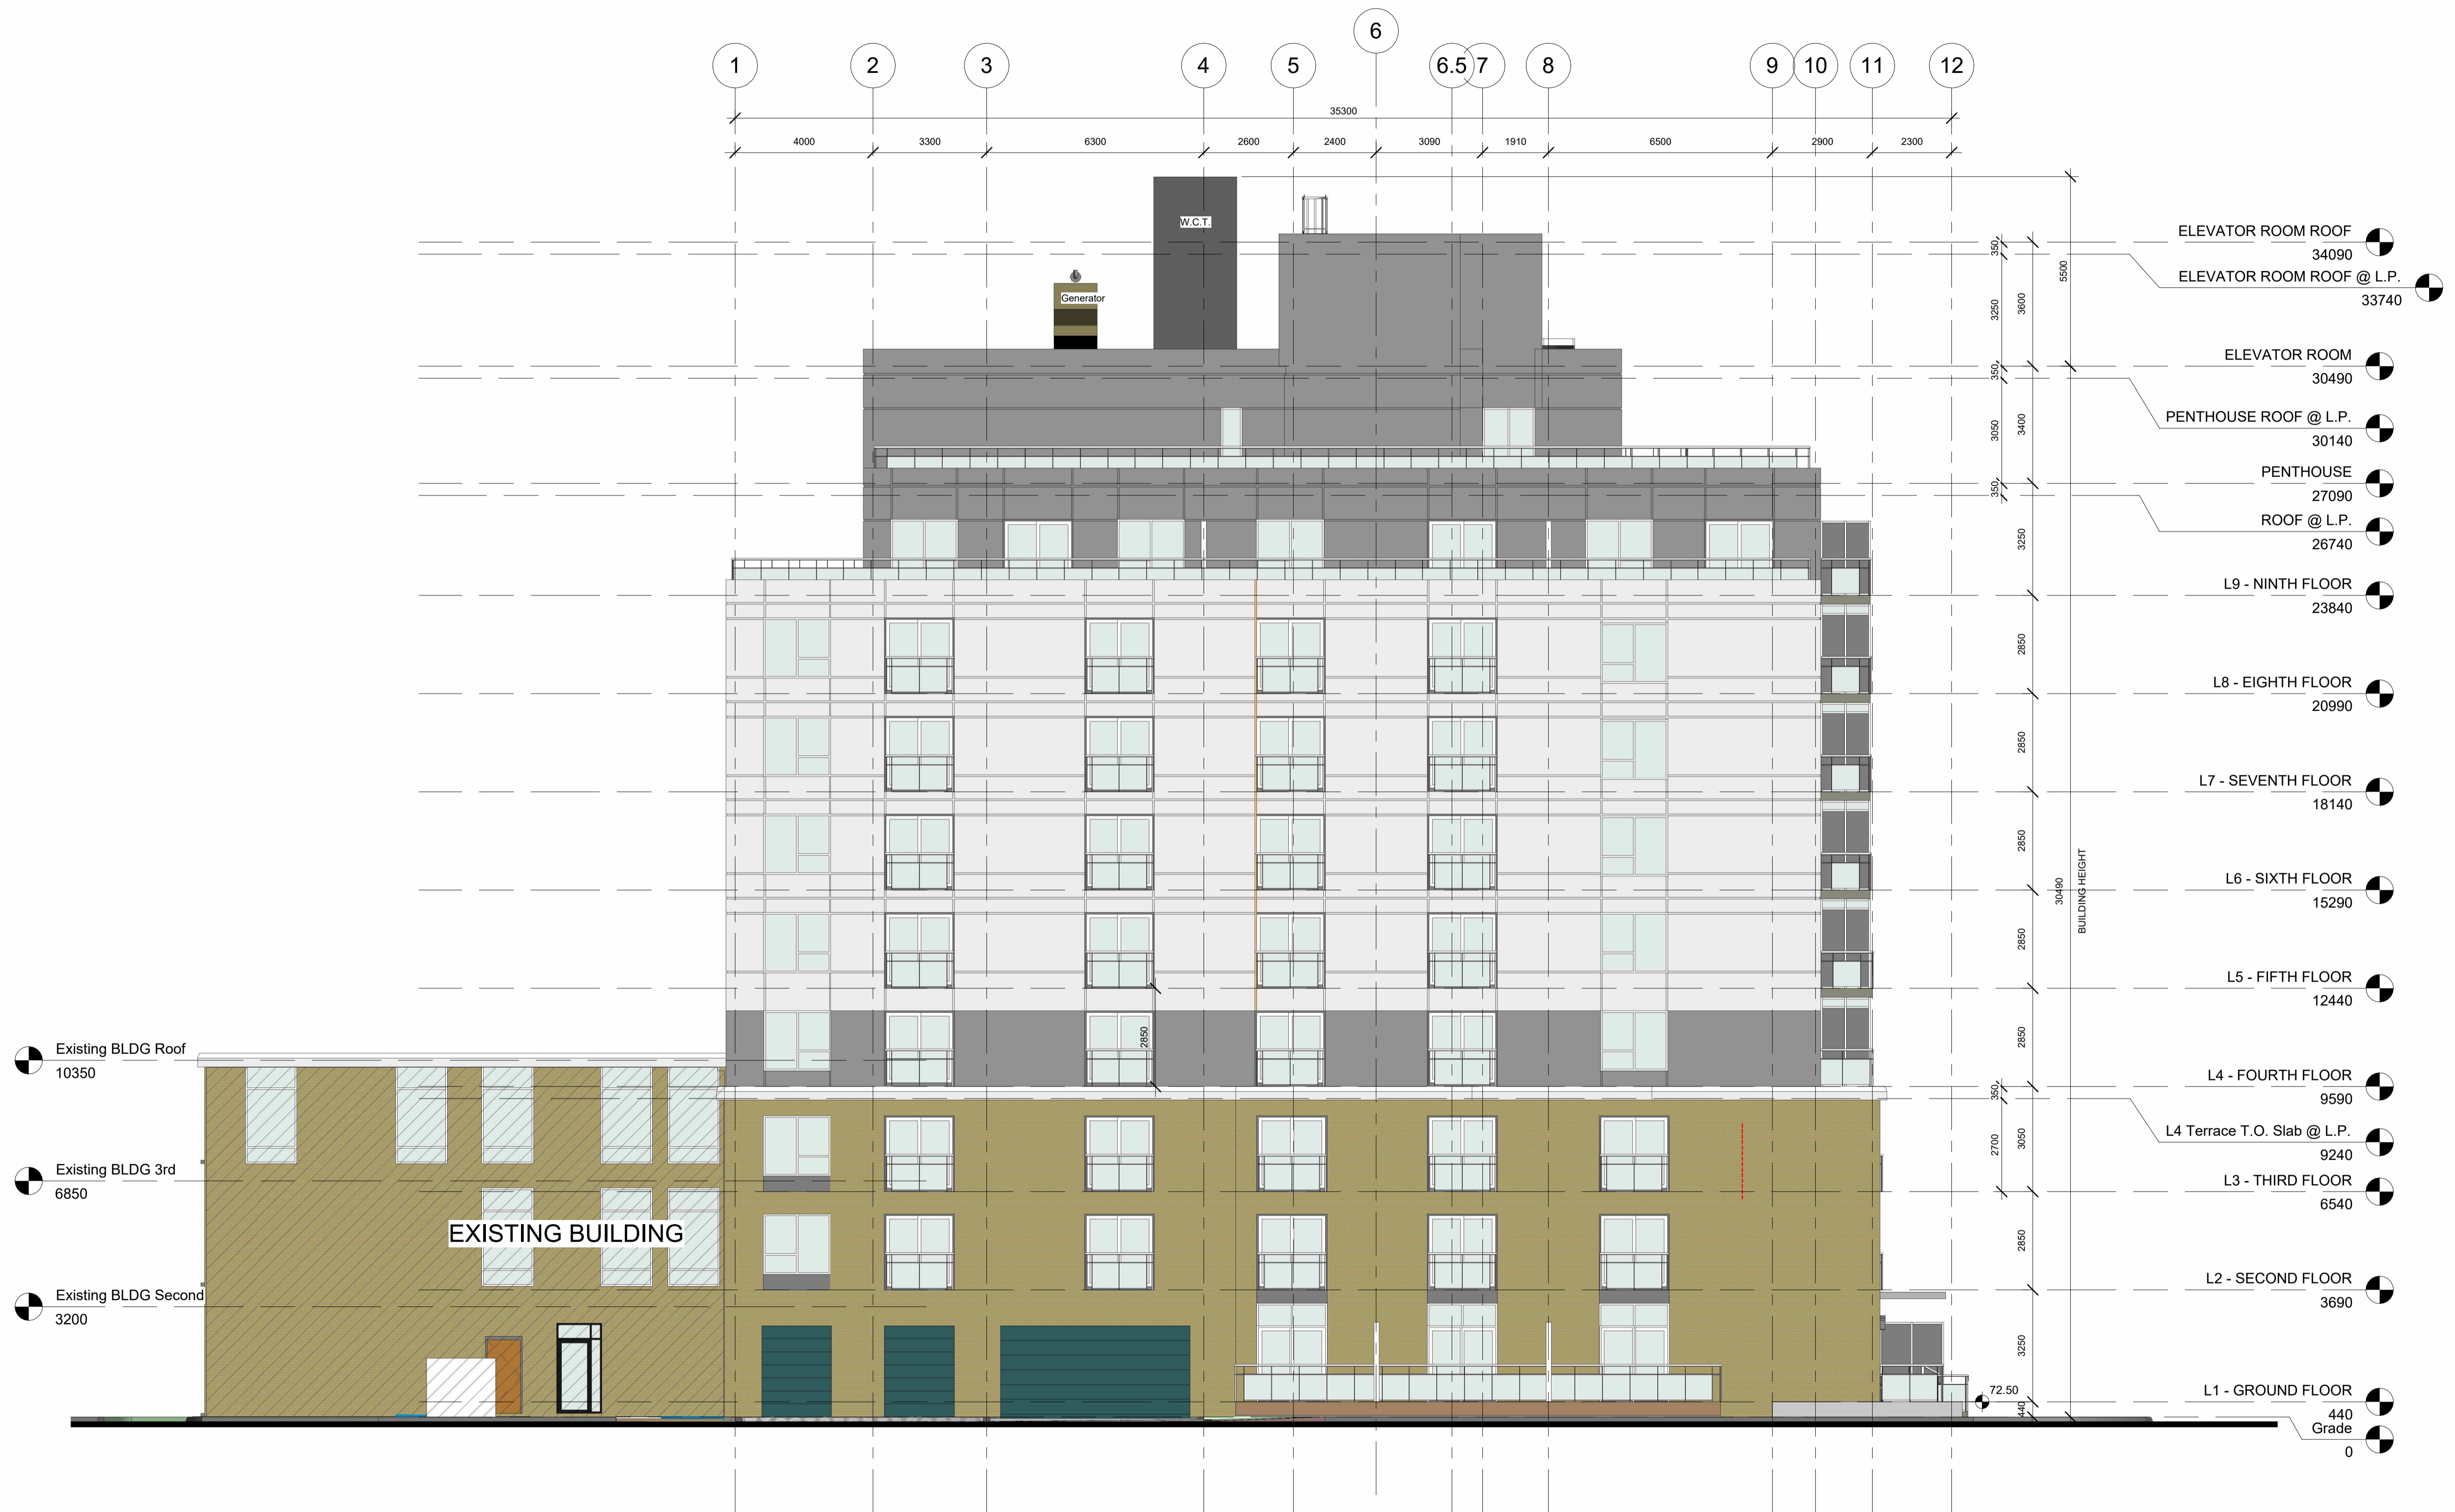 6
1 2 3 4 5 6.5 7 8 9 10 11 12
35300
4000 3300 6300 2600 2400 3090 1910 6500 2900 2300
W.C.T.
Generator
ELEVATOR ROOM ROOF
34090
ELEVATOR ROOM ROOF @ L.P.
33740
ELEVATOR ROOM
30490
PENTHOUSE ROOF @ L.P.
30140
PENTHOUSE
27090
ROOF @ L.P.
26740
L9 - NINTH FLOOR
23840
L8 - EIGHTH FLOOR
20990
L7 - SEVENTH FLOOR
18140
L6 - SIXTH FLOOR
15290
L5 - FIFTH FLOOR
12440
L4 - FOURTH FLOOR
9590
L4 Terrace T.O. Slab @ L.P.
9240
L3 - THIRD FLOOR
6540
L2 - SECOND FLOOR
3690
L1 - GROUND FLOOR
440
Grade
0
350
3250
350
3050
350
350
2700
3600
3400
3250
2850
2850
2850
2850
2850
3050
2850
3250
440
5500
30490
BUILDING HEIGHT
72.50
2850
Existing BLDG Roof
10350
Existing BLDG 3rd
6850
Existing BLDG Second
3200
EXISTING BUILDING